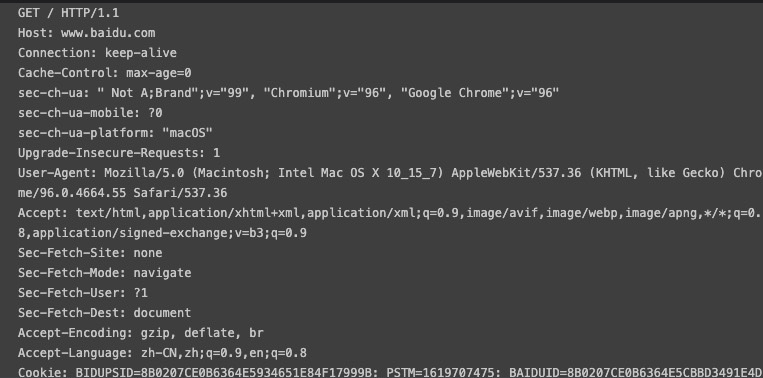 GET / HTTP/1.1
Host: www.baidu.com
Connection: keep-alive
Cache-Control: max-age=0
sec-ch-ua: " Not A;Brand";v="99", "Chromium";v="96", "Google Chrome";v="96"
sec-ch-ua-mobile: ?0
sec-ch-ua-platform: "macOS"
Upgrade-Insecure-Requests: 1
User-Agent: Mozilla/5.0 (Macintosh; Intel Mac OS X 10_15_7) AppleWebKit/537.36 (KHTML, like Gecko) Chro
me/96.0.4664.55 Safari/537.36
Accept: text/html,application/xhtml+xml,application/xml;q=0.9,image/avif,image/webp,image/apng,*/*;q=0.
8,application/signed-exchange;v=b3;q=0.9
Sec-Fetch-Site: none
Sec-Fetch-Mode: navigate
Sec-Fetch-User: ?1
Sec-Fetch-Dest: document
Accept-Encoding: gzip, deflate, br
Accept-Language: zh-CN,zh;q=0.9,en;q=0.8
Cookie: BIDUPSID=8B0207CE0B6364E5934651E84F17999B; PSTM=1619707475; BAIDUID=8B0207CE0B6364E5CBBD3491E4D